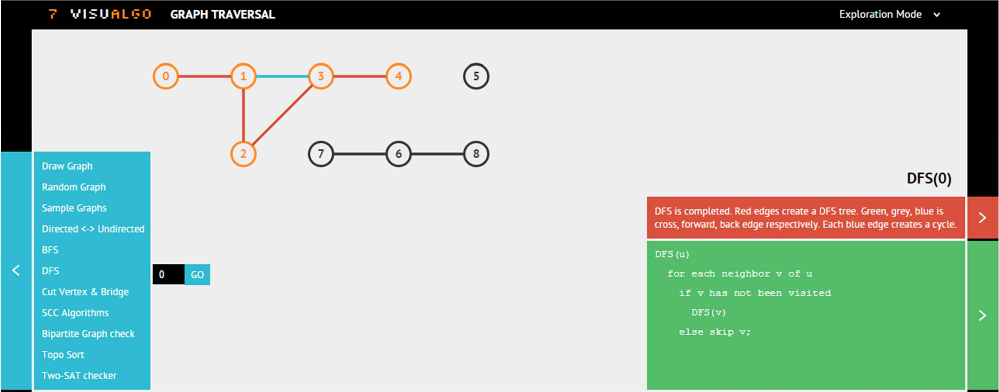 7 VISUALGO GRAPH TRAVERSAL Exploration Mode
0 1 3 4 5
2 7 6 8
Draw Graph
Random Graph
Sample Graphs
Directed <-> Undirected
BFS
DFS
Cut Vertex & Bridge
SCC Algorithms
Bipartite Graph check
Topo Sort
Two-SAT checker
0 GO
DFS(0)
DFS is completed. Red edges create a DFS tree. Green, grey, blue is
cross, forward, back edge respectively. Each blue edge creates a cycle.
DFS(u)
for each neighbor v of u
if v has not been visited
DFS(v)
else skip v;